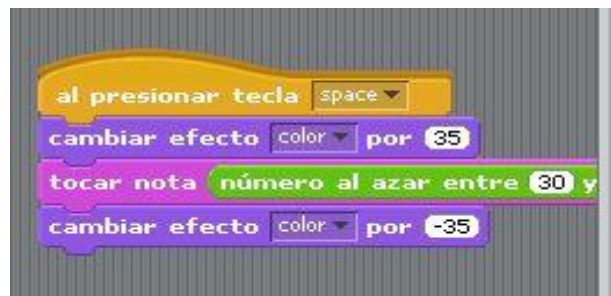 al presionar tecla space
cambiar efecto color por 35
tocar nota número al azar entre 30 y
cambiar efecto color por -35